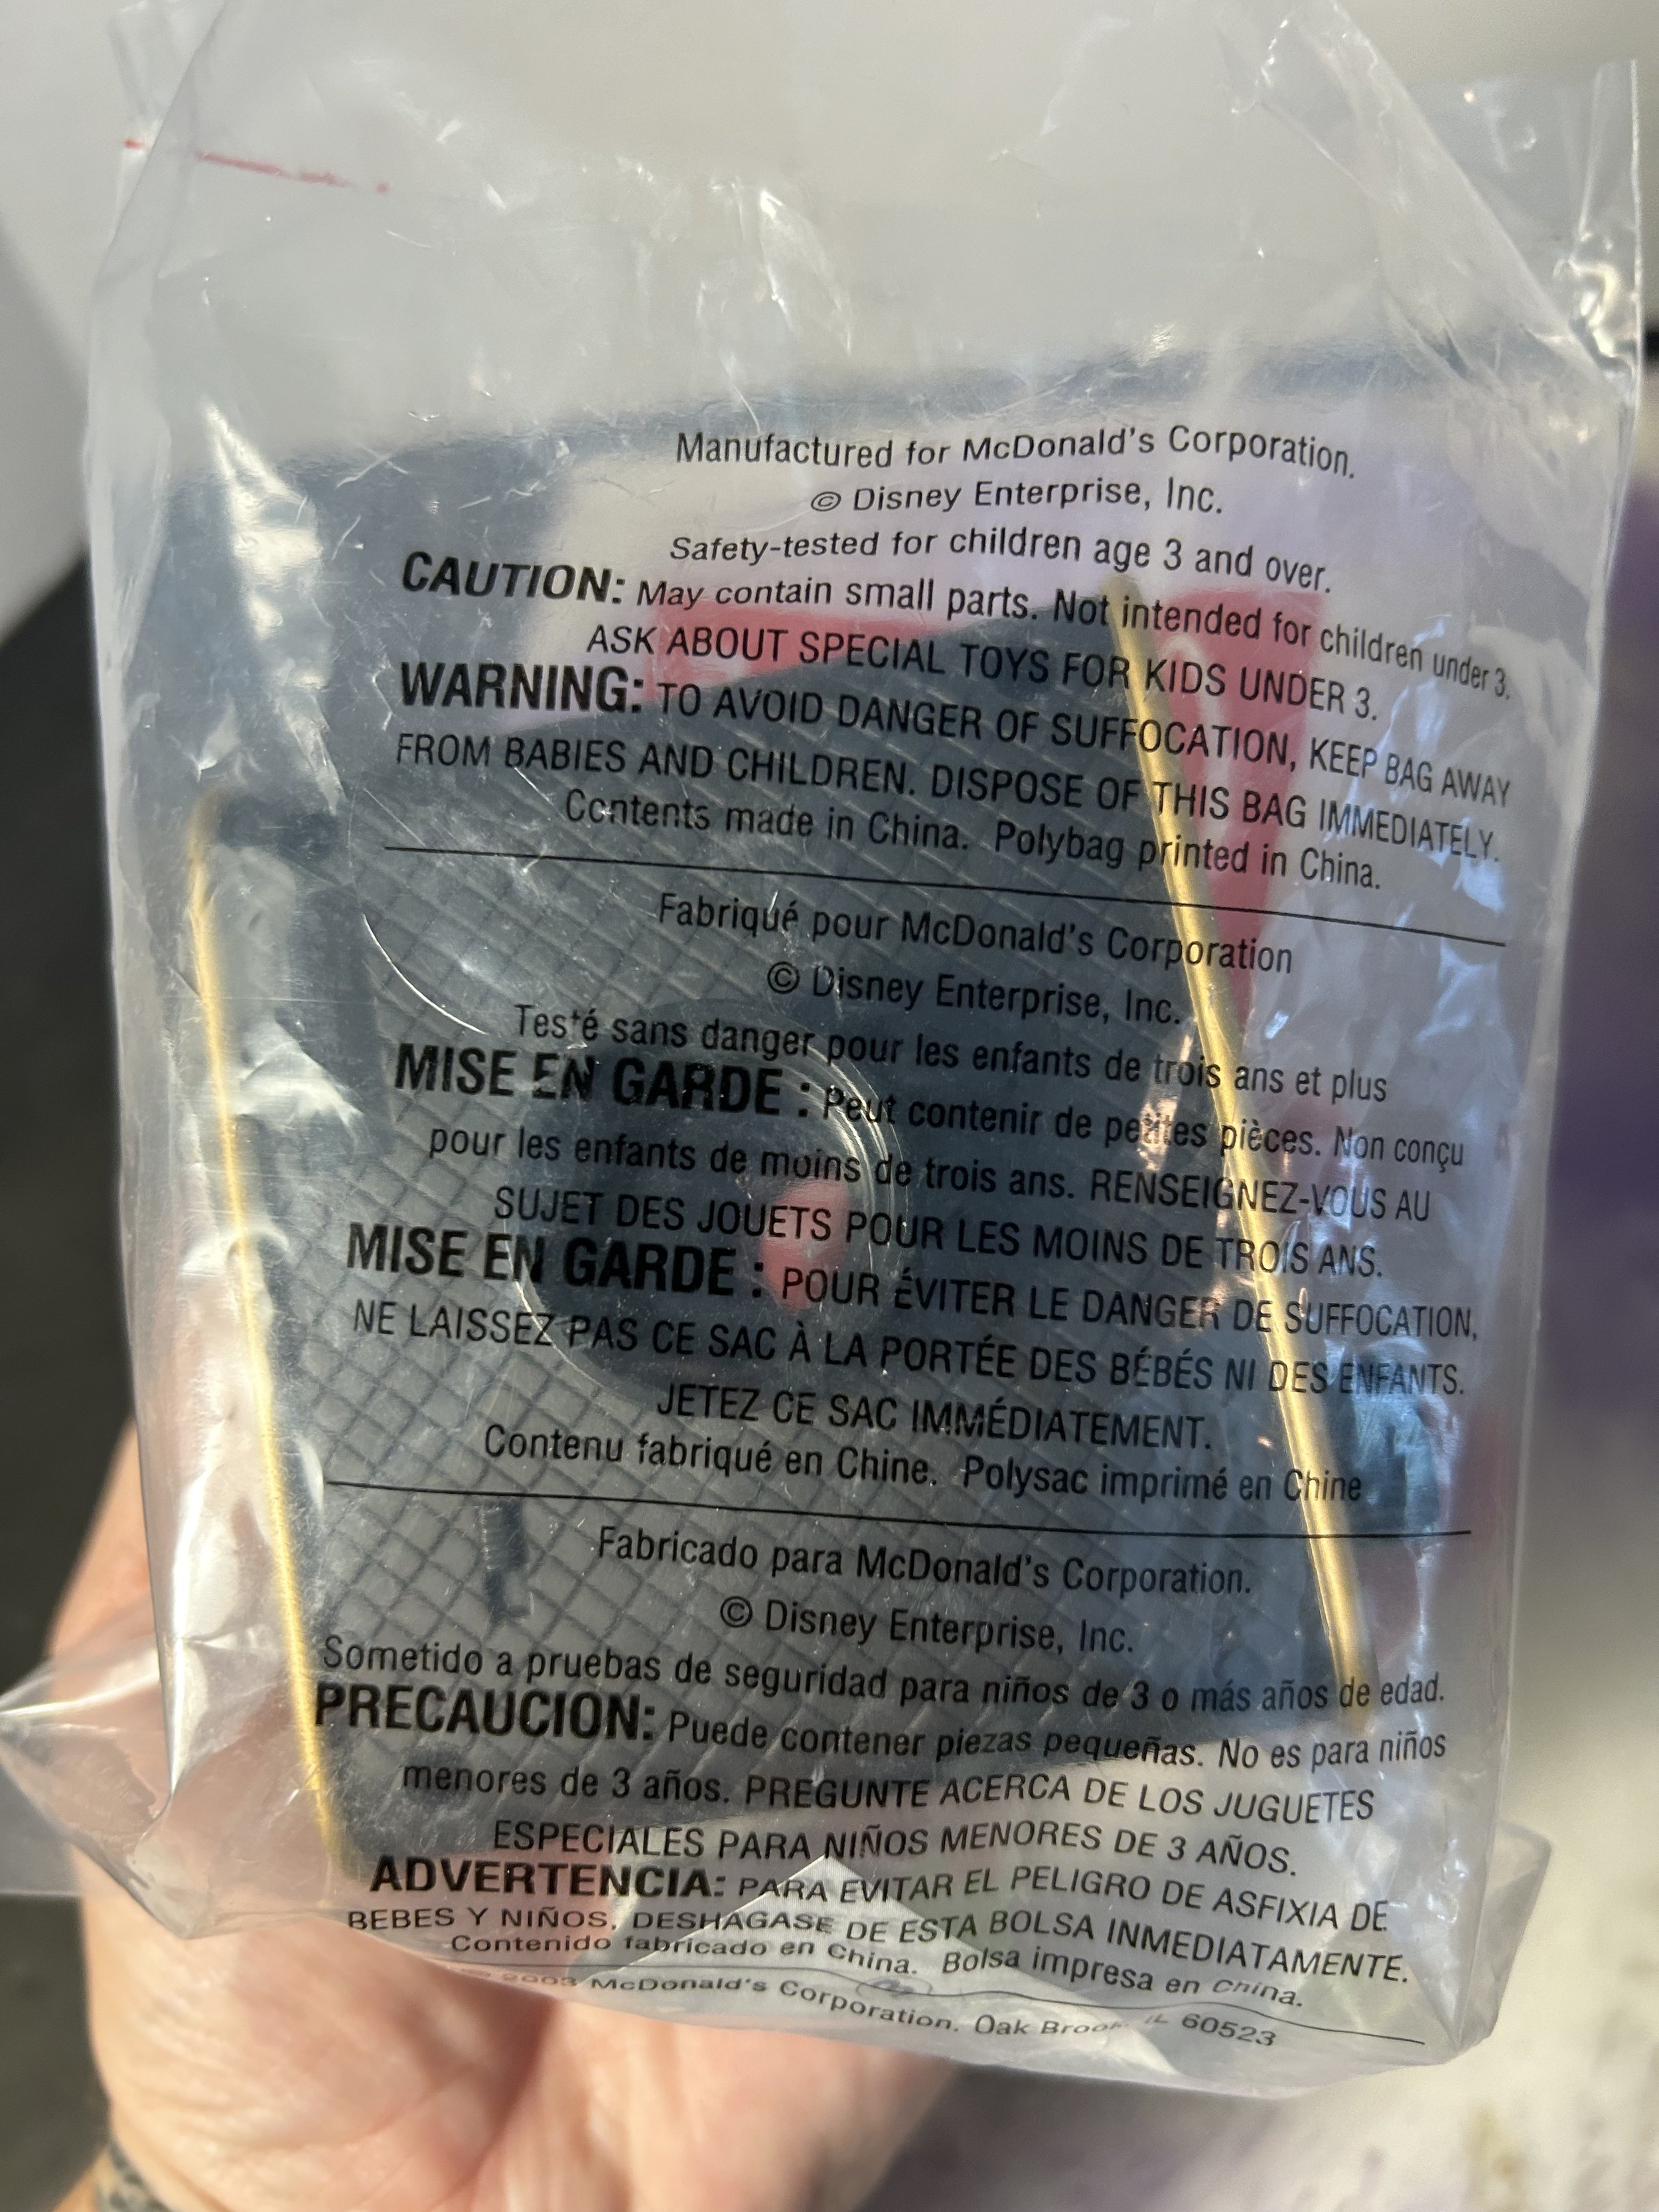 Manufactured for McDonald's Corporation.
© Disney Enterprise, Inc.
Safety-tested for children age 3 and over.
CAUTION: May contain small parts. Not intended for children under 3.
ASK ABOUT SPECIAL TOYS FOR KIDS UNDER 3.
WARNING: TO AVOID DANGER OF SUFFOCATION, KEEP BAG AWAY
FROM BABIES AND CHILDREN. DISPOSE OF THIS BAG IMMEDIATELY.
Contents made in China. Polybag printed in China.
Fabriqué pour McDonald's Corporation
© Disney Enterprise, Inc.
Testé sans danger pour les enfants de trois ans et plus
MISE EN GARDE : Peut contenir de petites pièces. Non conçu
pour les enfants de moins de trois ans. RENSEIGNEZ-VOUS AU
SUJET DES JOUETS POUR LES MOINS DE TROIS ANS.
MISE EN GARDE : POUR ÉVITER LE DANGER DE SUFFOCATION,
NE LAISSEZ PAS CE SAC À LA PORTÉE DES BÉBÉS NI DES ENFANTS.
JETEZ CE SAC IMMÉDIATEMENT.
Contenu fabriqué en Chine. Polysac imprimé en Chine
Fabricado para McDonald's Corporation.
© Disney Enterprise, Inc.
Sometido a pruebas de seguridad para niños de 3 o más años de edad.
PRECAUCION: Puede contener piezas pequeñas. No es para niños
menores de 3 años. PREGUNTE ACERCA DE LOS JUGUETES
ESPECIALES PARA NIÑOS MENORES DE 3 AÑOS.
ADVERTENCIA: PARA EVITAR EL PELIGRO DE ASFIXIA DE
BEBES Y NIÑOS, DESHAGASE DE ESTA BOLSA INMEDIATAMENTE.
Contenido fabricado en China. Bolsa impresa en China.
© 2003 McDonald's Corporation. Oak Brook IL 60523